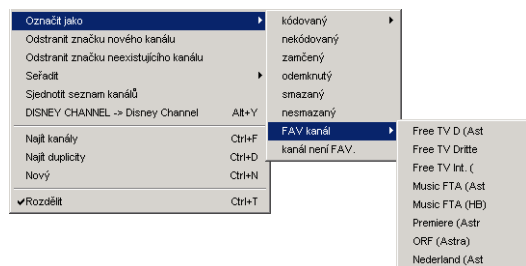 Označit jako
Odstranit značku nového kanálu
Odstranit značku neexistujícího kanálu
Seřadit
Sjednotit seznam kanálů
DISNEY CHANNEL -> Disney Channel Alt+Y
Najít kanály Ctrl+F
Najít duplicity Ctrl+D
Nový Ctrl+N
✔Rozdělit Ctrl+T
kódovaný
nekódovaný
zamčený
odemknutý
smazaný
nesmazaný
FAV kanál
kanál není FAV.
Free TV D (Ast
Free TV Dritte
Free TV Int. (
Music FTA (Ast
Music FTA (HB)
Premiere (Astr
ORF (Astra)
Nederland (Ast